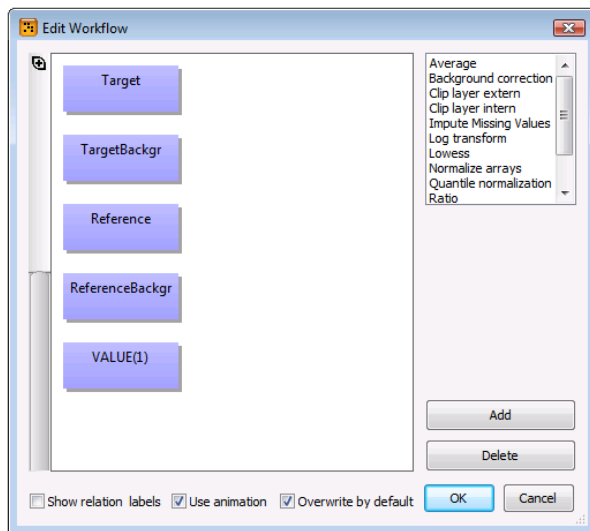 Edit Workflow
Target
TargetBackgr
Reference
ReferenceBackgr
VALUE(1)
Average
Background correction
Clip layer extern
Clip layer intern
Impute Missing Values
Log transform
Lowess
Normalize arrays
Quantile normalization
Ratio
Add
Delete
Show relation labels
Use animation
Overwrite by default
OK
Cancel